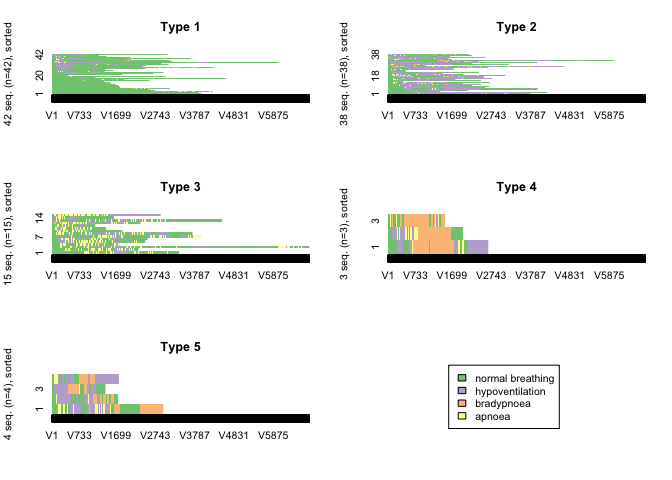 Type 1
42 seq. (n=42), sorted
42
20
1
V1 V733 V1699 V2743 V3787 V4831 V5875
Type 2
38 seq. (n=38), sorted
38
18
1
V1 V733 V1699 V2743 V3787 V4831 V5875
Type 3
15 seq. (n=15), sorted
14
7
1
V1 V733 V1699 V2743 V3787 V4831 V5875
Type 4
3 seq. (n=3), sorted
3
1
V1 V733 V1699 V2743 V3787 V4831 V5875
Type 5
4 seq. (n=4), sorted
3
1
V1 V733 V1699 V2743 V3787 V4831 V5875
normal breathing
hypoventilation
bradypnoea
apnoea